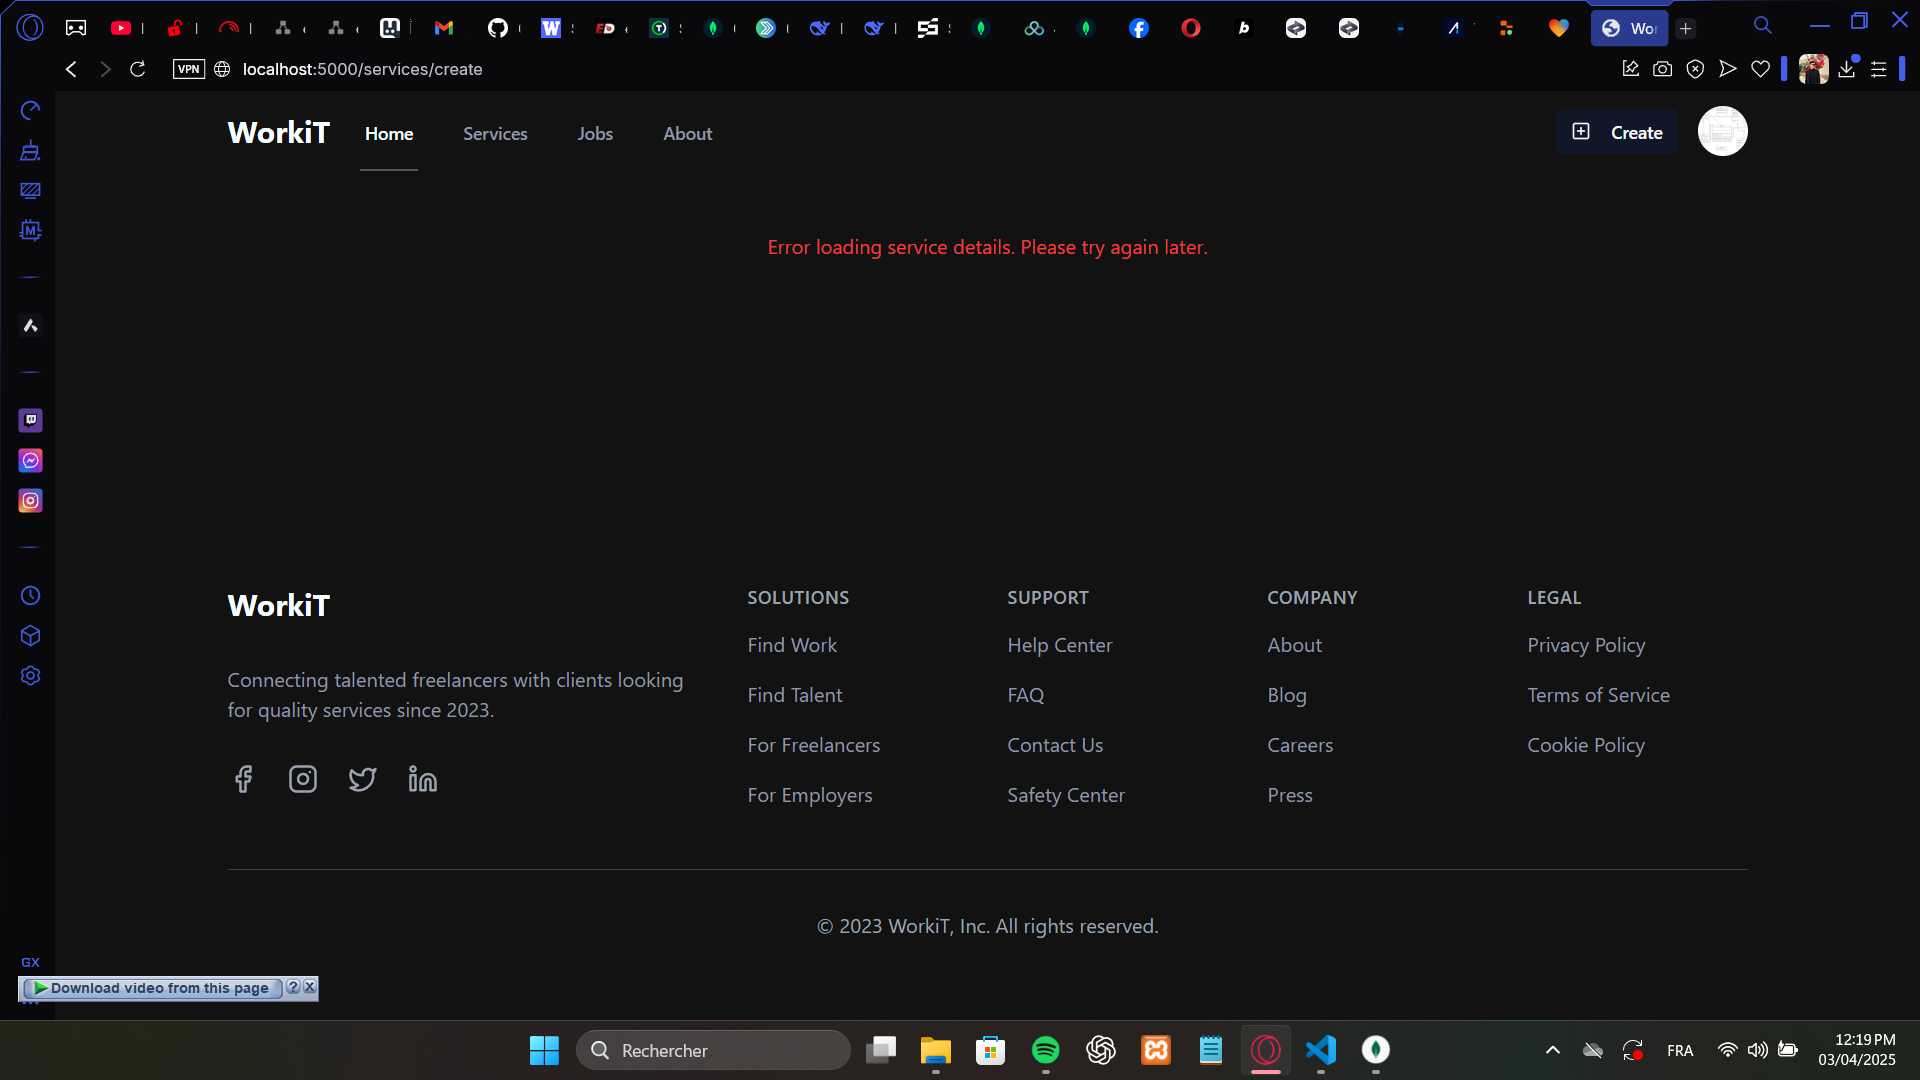 Wor
VPN
localhost:5000/services/create
WorkiT
Home
Services
Jobs
About
Create
Error loading service details. Please try again later.
WorkiT
Connecting talented freelancers with clients looking
for quality services since 2023.
SOLUTIONS
Find Work
Find Talent
For Freelancers
For Employers
SUPPORT
Help Center
FAQ
Contact Us
Safety Center
COMPANY
About
Blog
Careers
Press
LEGAL
Privacy Policy
Terms of Service
Cookie Policy
© 2023 WorkiT, Inc. All rights reserved.
GX
Download video from this page
Rechercher
FRA
12:19 PM
03/04/2025